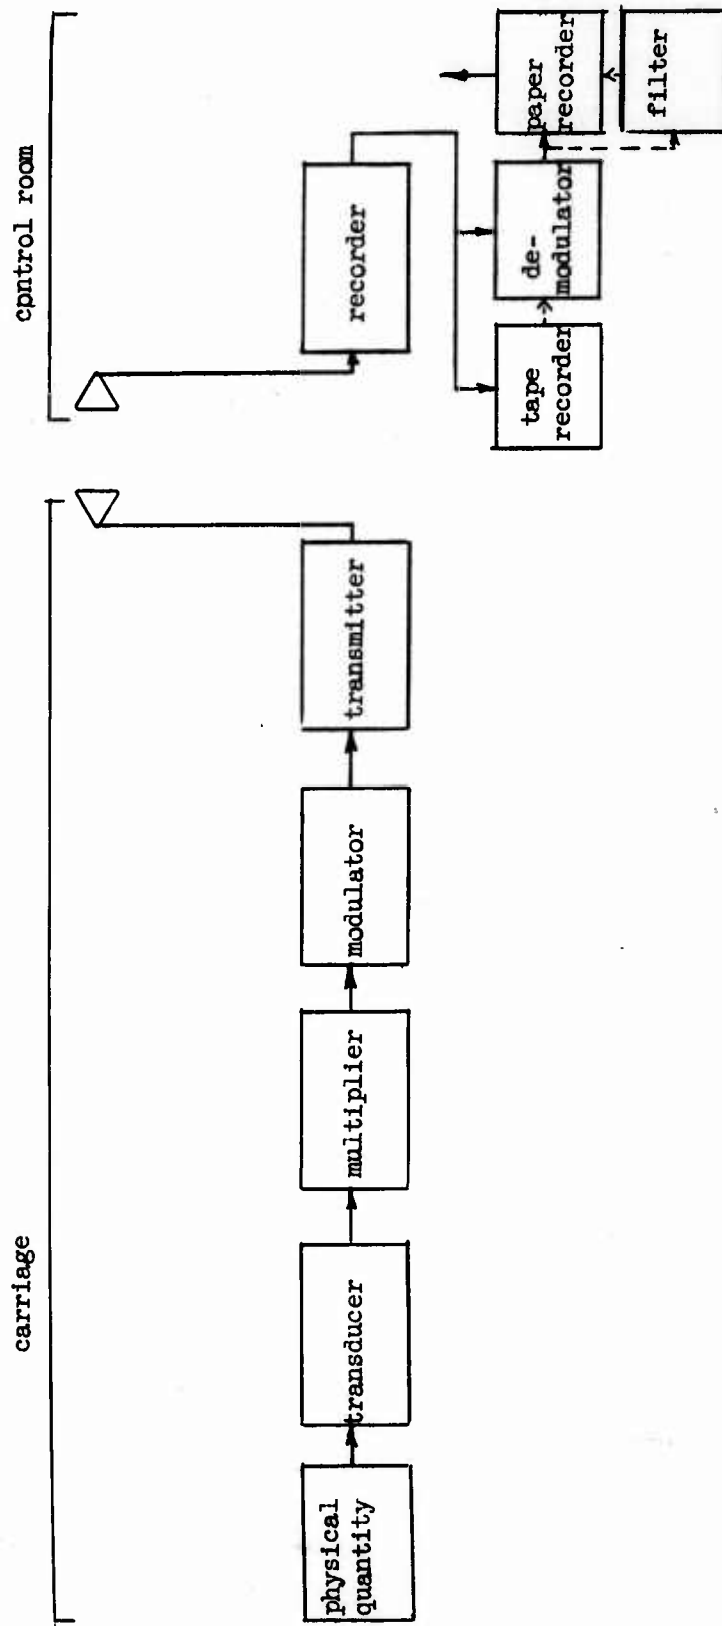 carriage
cpntrol room
physical
quantity
transducer
multiplier
modulator
transmitter
recorder
tape
recorder
de-
modulator
paper
recorder
filter